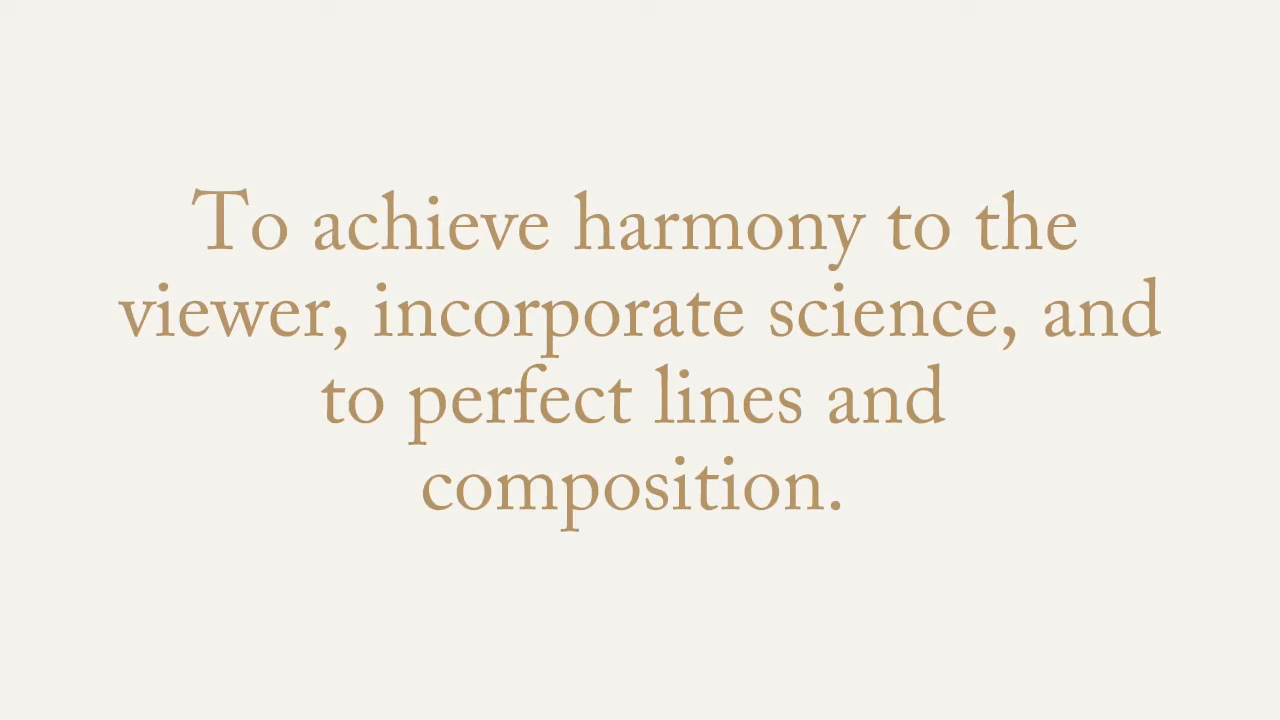 To achieve harmony to the
viewer, incorporate science, and
to perfect lines and
composition.